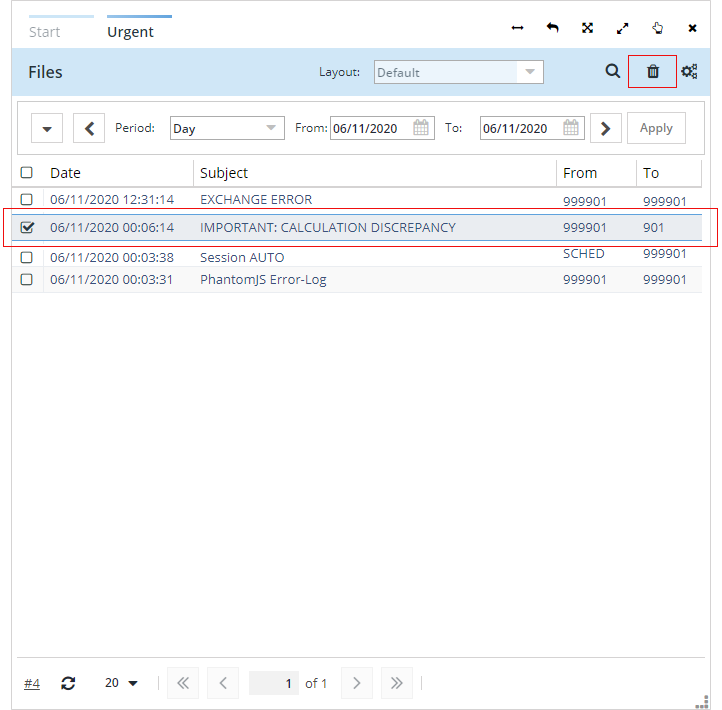 Start Urgent
Files Layout: Default
Period: Day From: 06/11/2020 To: 06/11/2020 Apply
Date Subject From To
06/11/2020 12:31:14 EXCHANGE ERROR 999901 999901
06/11/2020 00:06:14 IMPORTANT: CALCULATION DISCREPANCY 999901 901
06/11/2020 00:03:38 Session AUTO SCHED 999901
06/11/2020 00:03:31 PhantomJS Error-Log 999901 999901
#4 20 1 of 1